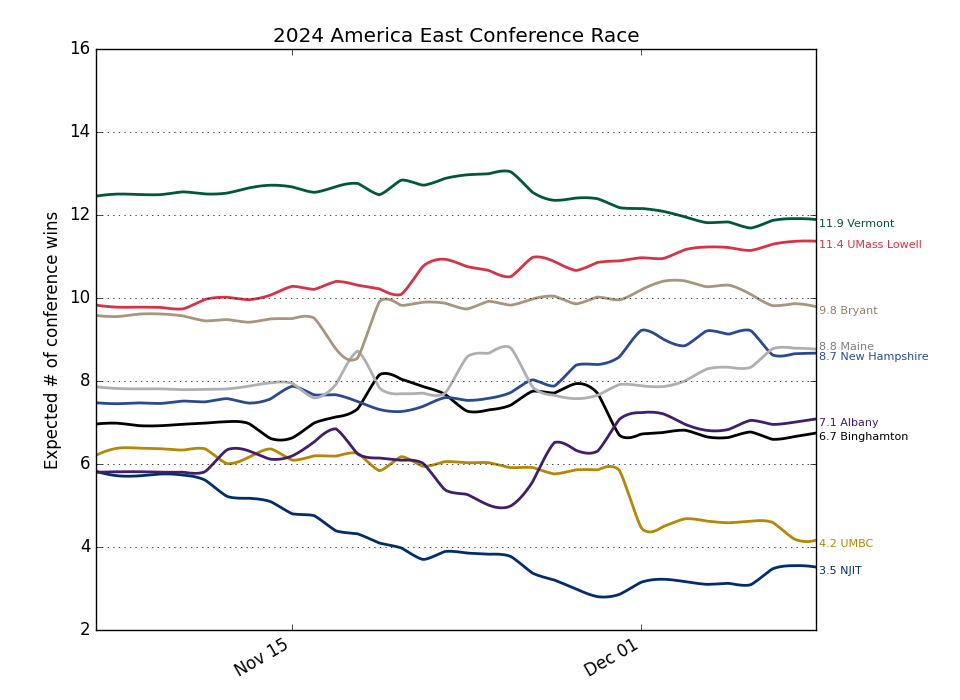 2024 America East Conference Race
Expected # of conference wins
16
14
12
10
8
6
4
2
Nov 15
Dec 01
11.9 Vermont
11.4 UMass Lowell
9.8 Bryant
8.8 Maine
8.7 New Hampshire
7.1 Albany
6.7 Binghamton
4.2 UMBC
3.5 NJIT